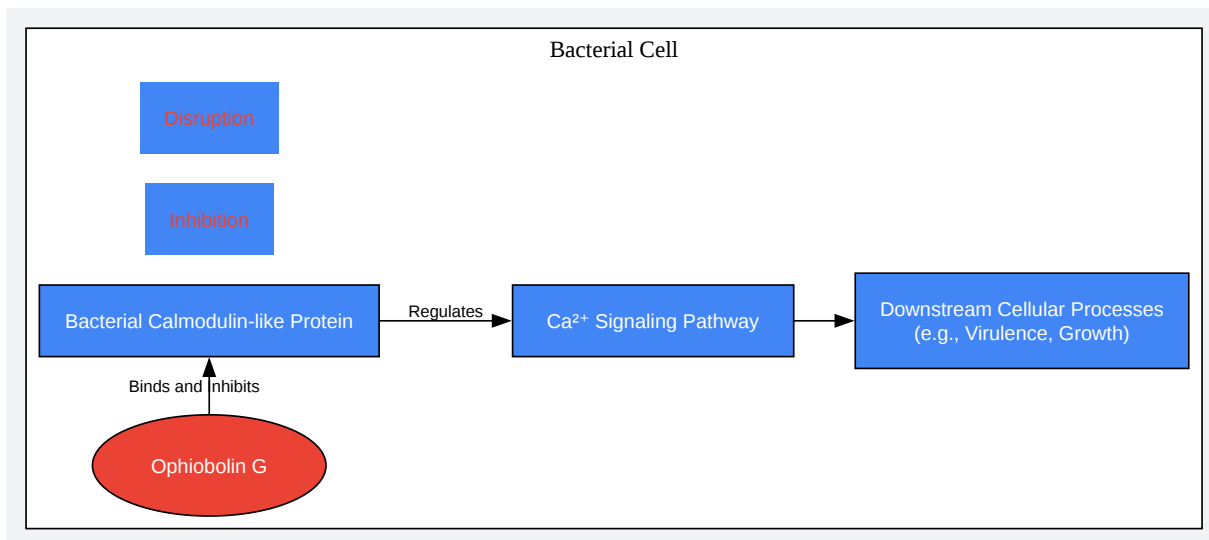 Bacterial Cell
Disruption
Inhibition
Bacterial Calmodulin-like Protein
Regulates
Ca²⁺ Signaling Pathway
Downstream Cellular Processes
(e.g., Virulence, Growth)
Binds and Inhibits
Ophiobolin G